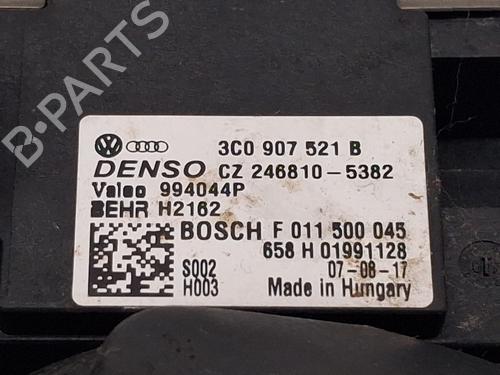 3C0 907 521 B
DENSO CZ 246810-5382
Valeo 994044P
BEHR H2162
BOSCH F 011 500 045
658 H 01991128
S002 07-08-17
H003 Made in Hungary
B-PARTS